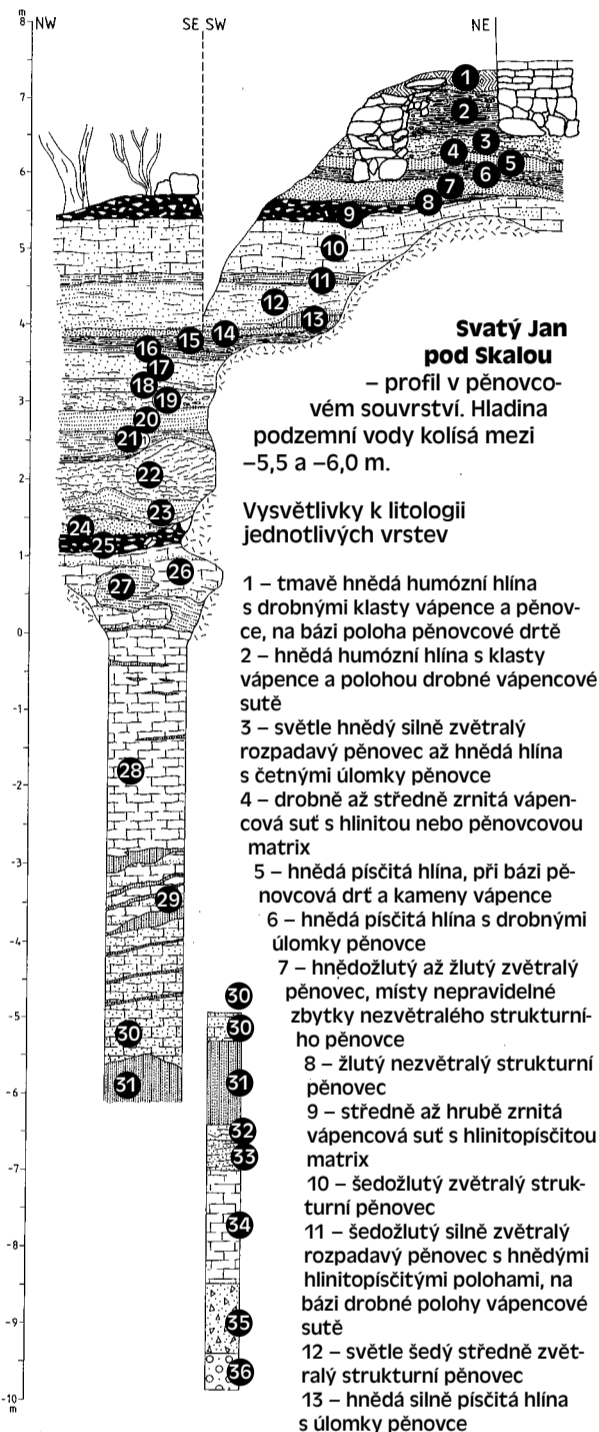 m
8
NW
SE
SW
NE
7
6
5
4
3
2
1
0
-1
-2
-3
-4
-5
-6
-7
-8
-9
-10
m
1
2
3
4
5
6
7
8
9
10
11
12
13
14
15
16
17
18
19
20
21
22
23
24
25
26
27
28
29
30
31
30
30
31
32
33
34
35
36
Svatý Jan
pod Skalou
– profil v pěnovco-
vém souvrství. Hladina
podzemní vody kolísá mezi
–5,5 a –6,0 m.
Vysvětlivky k litologii
jednotlivých vrstev
1 – tmavě hnědá humózní hlína
s drobnými klasty vápence a pěnov-
ce, na bázi poloha pěnovcové drtě
2 – hnědá humózní hlína s klasty
vápence a polohou drobné vápencové
sutě
3 – světle hnědý silně zvětralý
rozpadavý pěnovec až hnědá hlína
s četnými úlomky pěnovce
4 – drobně až středně zrnitá vápen-
cová suť s hlinitou nebo pěnovcovou
matrix
5 – hnědá písčitá hlína, při bázi pě-
novcová drť a kameny vápence
6 – hnědá písčitá hlína s drobnými
úlomky pěnovce
7 – hnědožlutý až žlutý zvětralý
pěnovec, místy nepravidelné
zbytky nezvětralého strukturní-
ho pěnovce
8 – žlutý nezvětralý strukturní
pěnovec
9 – středně až hrubě zrnitá
vápencová suť s hlinitopísčitou
matrix
10 – šedožlutý zvětralý struk-
turní pěnovec
11 – šedožlutý silně zvětralý
rozpadavý pěnovec s hnědými
hlinitopísčitými polohami, na
bázi drobné polohy vápencové
sutě
12 – světle šedý středně zvět-
ralý strukturní pěnovec
13 – hnědá silně písčitá hlína
s úlomky pěnovce